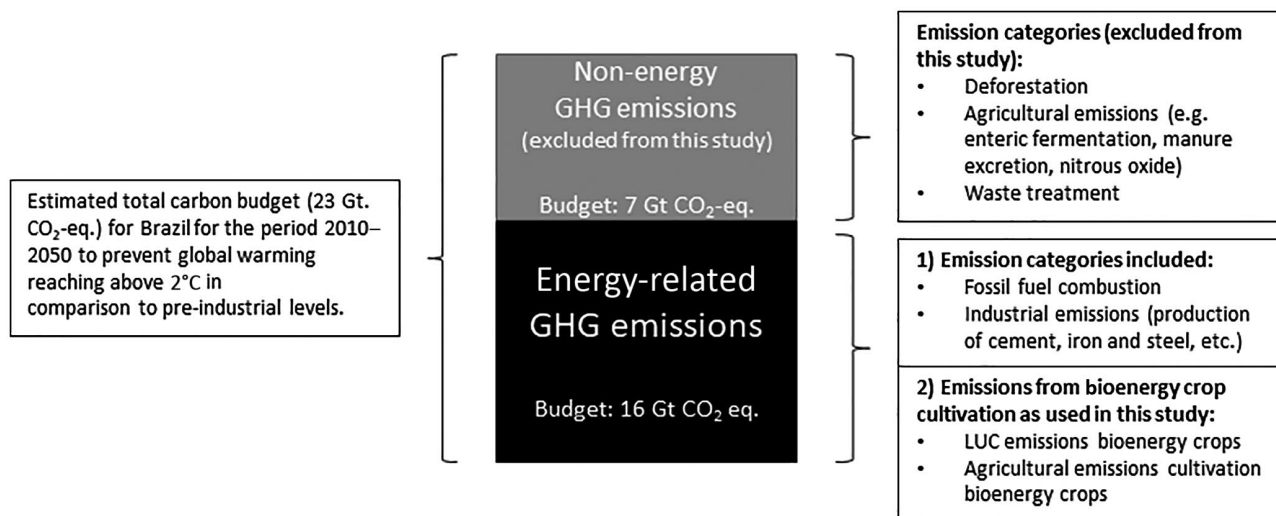 Estimated total carbon budget (23 Gt.
CO₂-eq.) for Brazil for the period 2010–
2050 to prevent global warming
reaching above 2°C in
comparison to pre-industrial levels.
Non-energy
GHG emissions
(excluded from this study)
Budget: 7 Gt CO₂-eq.
Energy-related
GHG emissions
Budget: 16 Gt CO₂ eq.
Emission categories (excluded from
this study):
• Deforestation
• Agricultural emissions (e.g.
enteric fermentation, manure
excretion, nitrous oxide)
• Waste treatment
1) Emission categories included:
• Fossil fuel combustion
• Industrial emissions (production
of cement, iron and steel, etc.)
2) Emissions from bioenergy crop
cultivation as used in this study:
• LUC emissions bioenergy crops
• Agricultural emissions cultivation
bioenergy crops